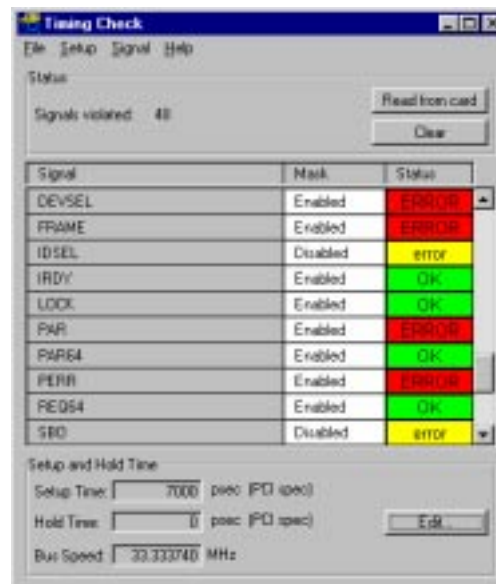 Timing Check
File Setup Signal Help
Status
Signals violated: 48
Read from card
Clear
Signal Mask Status
DEVSEL Enabled ERROR
FRAME Enabled ERROR
IDSEL Disabled error
IRDY Enabled OK
LOCK Enabled OK
PAR Enabled ERROR
PAR64 Enabled OK
PERR Enabled ERROR
REQ64 Enabled OK
SBO Disabled error
Setup and Hold Time
Setup Time: 7000 psec (PCI spec)
Hold Time: 0 psec (PCI spec)
Edit...
Bus Speed: 33.333740 MHz